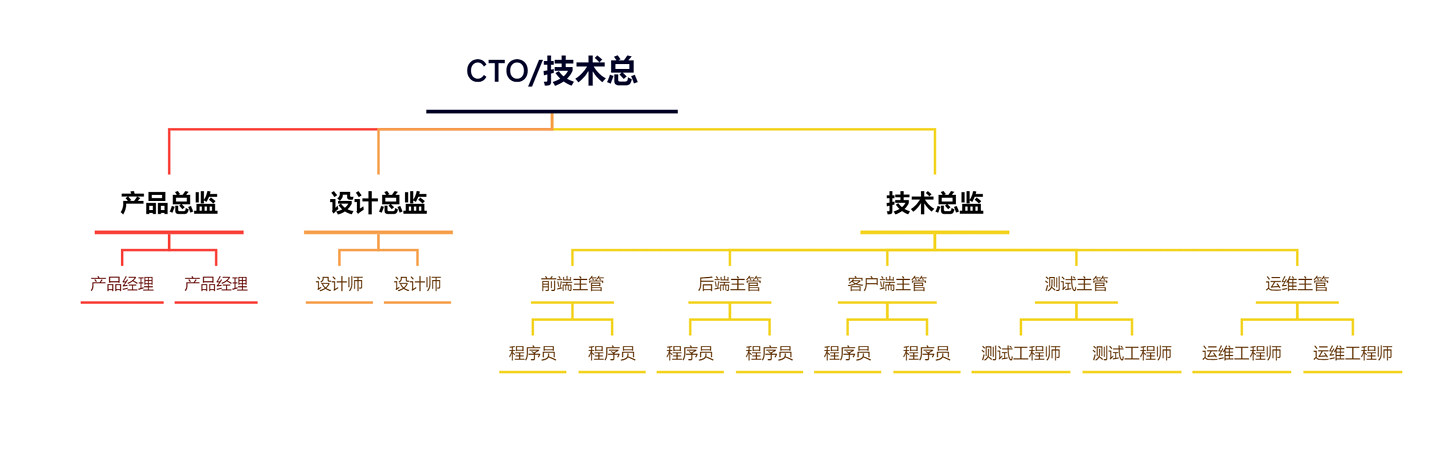 CTO/技术总
产品总监
设计总监
技术总监
产品经理
产品经理
设计师
设计师
前端主管
后端主管
客户端主管
测试主管
运维主管
程序员
程序员
程序员
程序员
程序员
程序员
测试工程师
测试工程师
运维工程师
运维工程师